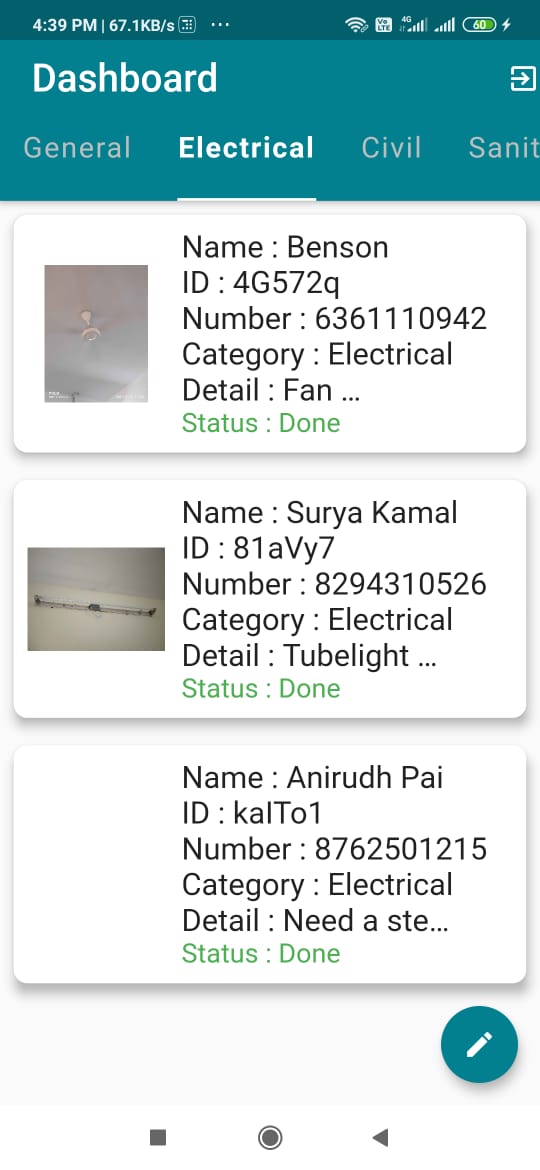 4:39 PM | 67.1KB/s ...
Vo LTE 4G 60
Dashboard
General Electrical Civil Sanit
Name : Benson
ID : 4G572q
Number : 6361110942
Category : Electrical
Detail : Fan ...
Status : Done
Name : Surya Kamal
ID : 81aVy7
Number : 8294310526
Category : Electrical
Detail : Tubelight ...
Status : Done
Name : Anirudh Pai
ID : kalTo1
Number : 8762501215
Category : Electrical
Detail : Need a ste...
Status : Done